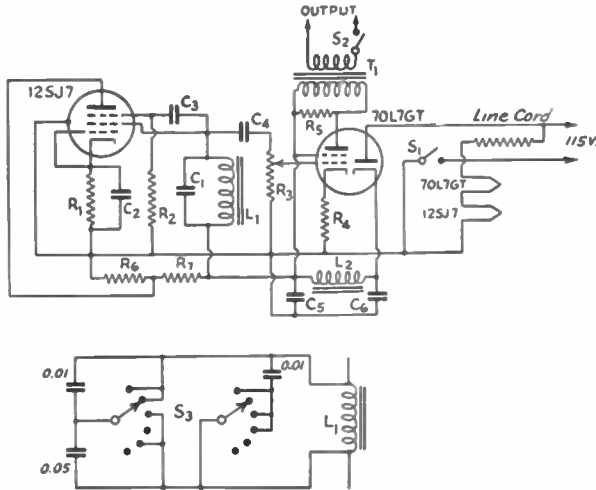 OUTPUT
S2
T1
12SJ7
C3
C4
R5
70L7GT
Line Cord
115V.
S1
70L7GT
12SJ7
R1
C2
R2
C1
L1
R3
R4
R6
R7
L2
C5
C6
0.01
S3
0.01
L1
0.05